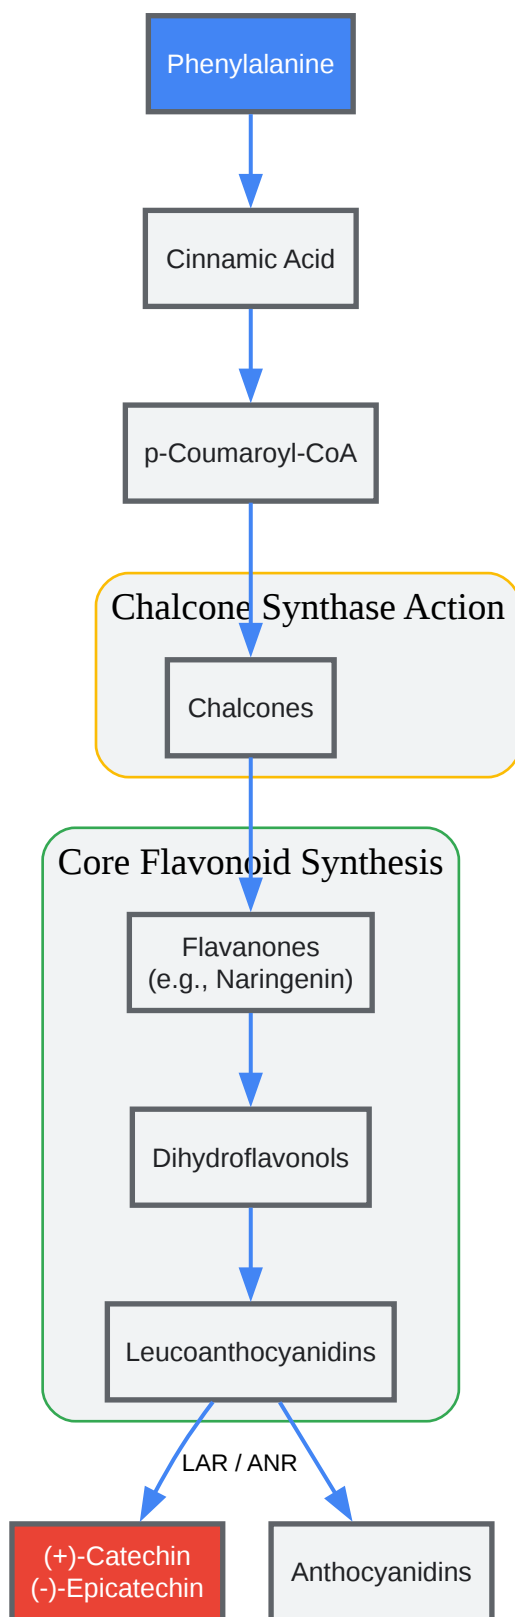 Phenylalanine
Cinnamic Acid
p-Coumaroyl-CoA
Chalcone Synthase Action
Chalcones
Core Flavonoid Synthesis
Flavanones
(e.g., Naringenin)
Dihydroflavonols
Leucoanthocyanidins
LAR / ANR
(+)-Catechin
(-)-Epicatechin
Anthocyanidins